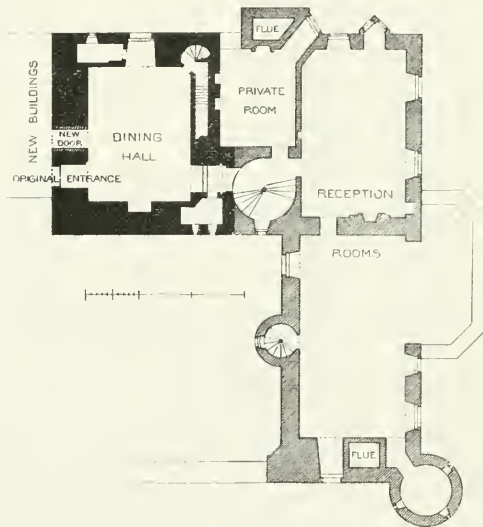 FLUE
PRIVATE
ROOM
NEW BUILDINGS
NEW
DOOR
DINING
HALL
ORIGINAL ENTRANCE
RECEPTION
ROOMS
FLUE